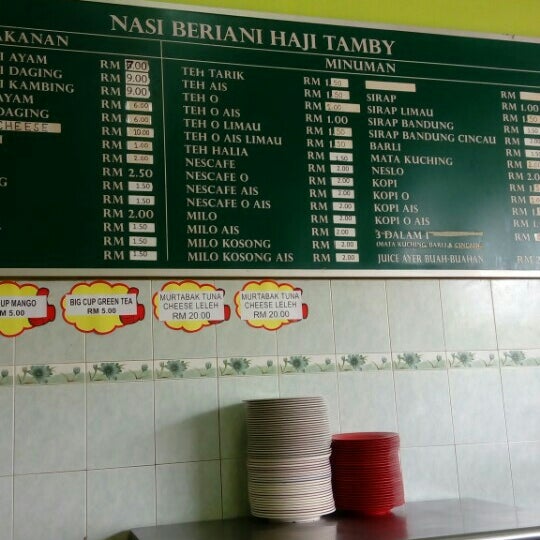 NASI BERIANI HAJI TAMBY
AKANAN
MINUMAN
I AYAM RM 7.00
I DAGING RM 9.00
I KAMBING RM 9.00
AYAM RM 6.00
DAGING RM 6.00
CHEESE RM 10.00
RM 1.00
RM 2.60
RM 2.50
RM 1.50
RM 1.50
RM 2.00
RM 1.50
RM 1.50
TEH TARIK RM 1.50
TEH AIS RM 1.50
TEH O RM
TEH O AIS RM 1.00
TEH O LIMAU RM 1.50
TEH O AIS LIMAU RM 1.50
TEH HALIA RM 1.50
NESCAFE RM 2.00
NESCAFE O RM 2.00
NESCAFE AIS RM 2.00
NESCAFE O AIS RM 2.00
MILO RM 2.00
MILO AIS RM 2.00
MILO KOSONG RM 2.00
MILO KOSONG AIS RM 2.00
SIRAP RM 1.00
SIRAP LIMAU RM
SIRAP BANDUNG RM
SIRAP BANDUNG CINCAU RM
BARLI RM
MATA KUCHING RM
NESLO RM
KOPI RM
KOPI O RM
KOPI AIS RM
KOPI O AIS RM
3 DALAM 1
(MATA KUCHING, BARLI & CINCAU)
JUICE AYER BUAH-BUAHAN RM
UP MANGO
M 5.00
BIG CUP GREEN TEA
RM 5.00
MURTABAK TUNA
CHEESE LELEH
RM 20.00
MURTABAK TUNA
CHEESE LELEH
RM 20.00